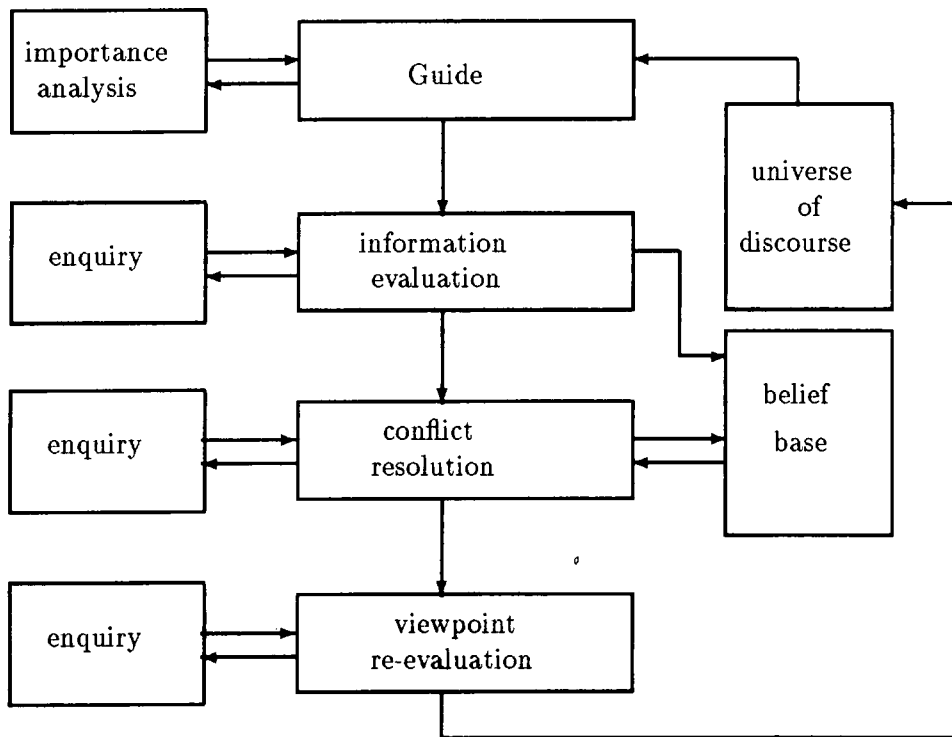 importance
analysis
Guide
universe
of
discourse
enquiry
information
evaluation
enquiry
conflict
resolution
belief
base
enquiry
viewpoint
re-evaluation